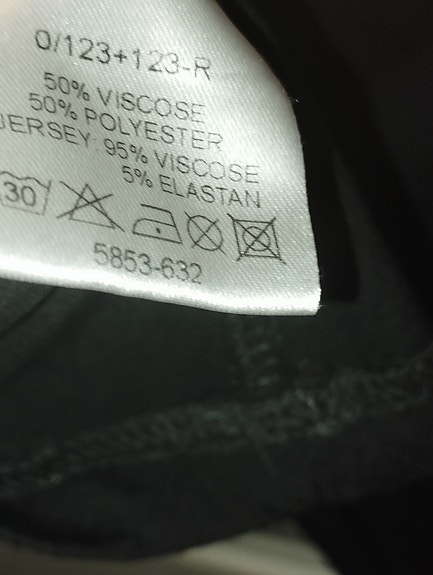 0/123+123-R
50% VISCOSE
50% POLYESTER
JERSEY: 95% VISCOSE
5% ELASTAN
30
5853-632